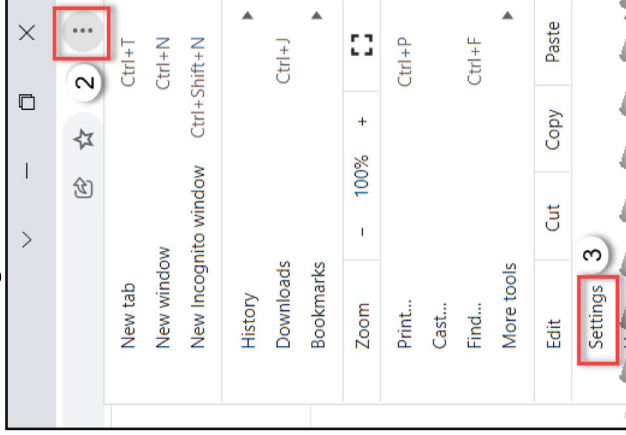 2
New tab Ctrl+T
New window Ctrl+N
New Incognito window Ctrl+Shift+N
History
Downloads Ctrl+J
Bookmarks
Zoom − 100% +
Print... Ctrl+P
Cast...
Find... Ctrl+F
More tools
Edit Cut Copy Paste
Settings 3